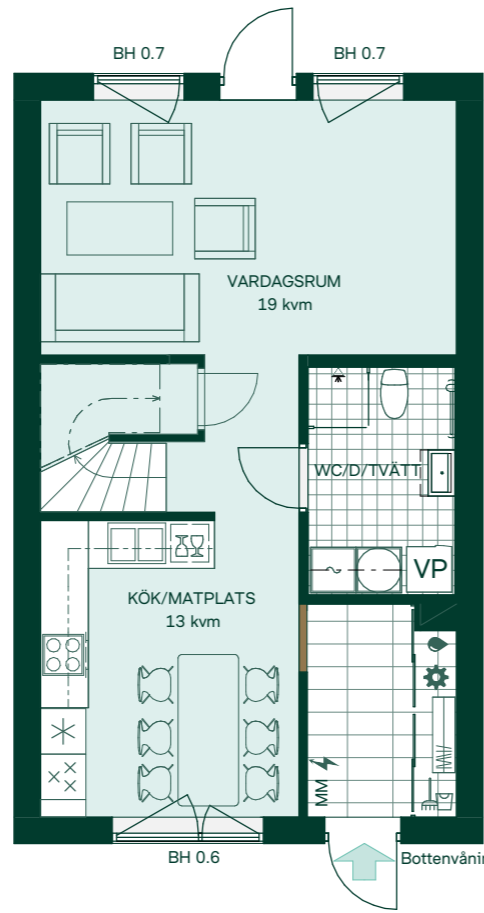 BH 0.7
BH 0.7
VARDAGSRUM
19 kvm
WC/D/TVÄTT
VP
KÖK/MATPLATS
13 kvm
MM
BH 0.6